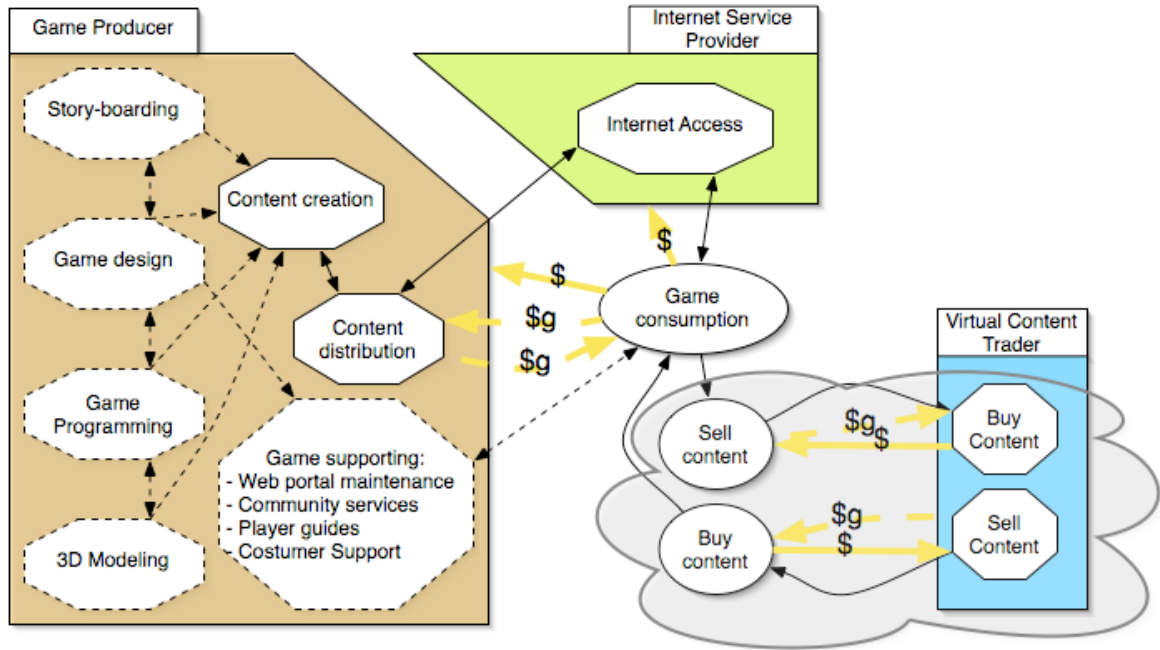 Game Producer
Story-boarding
Content creation
Game design
Content
distribution
Game
Programming
Game supporting:
- Web portal maintenance
- Community services
- Player guides
- Costumer Support
3D Modeling
Internet Service
Provider
Internet Access
$
$
$g
$g
Game
consumption
Virtual Content
Trader
Sell
content
$g
$
Buy
Content
Buy
content
$g
$
Sell
Content